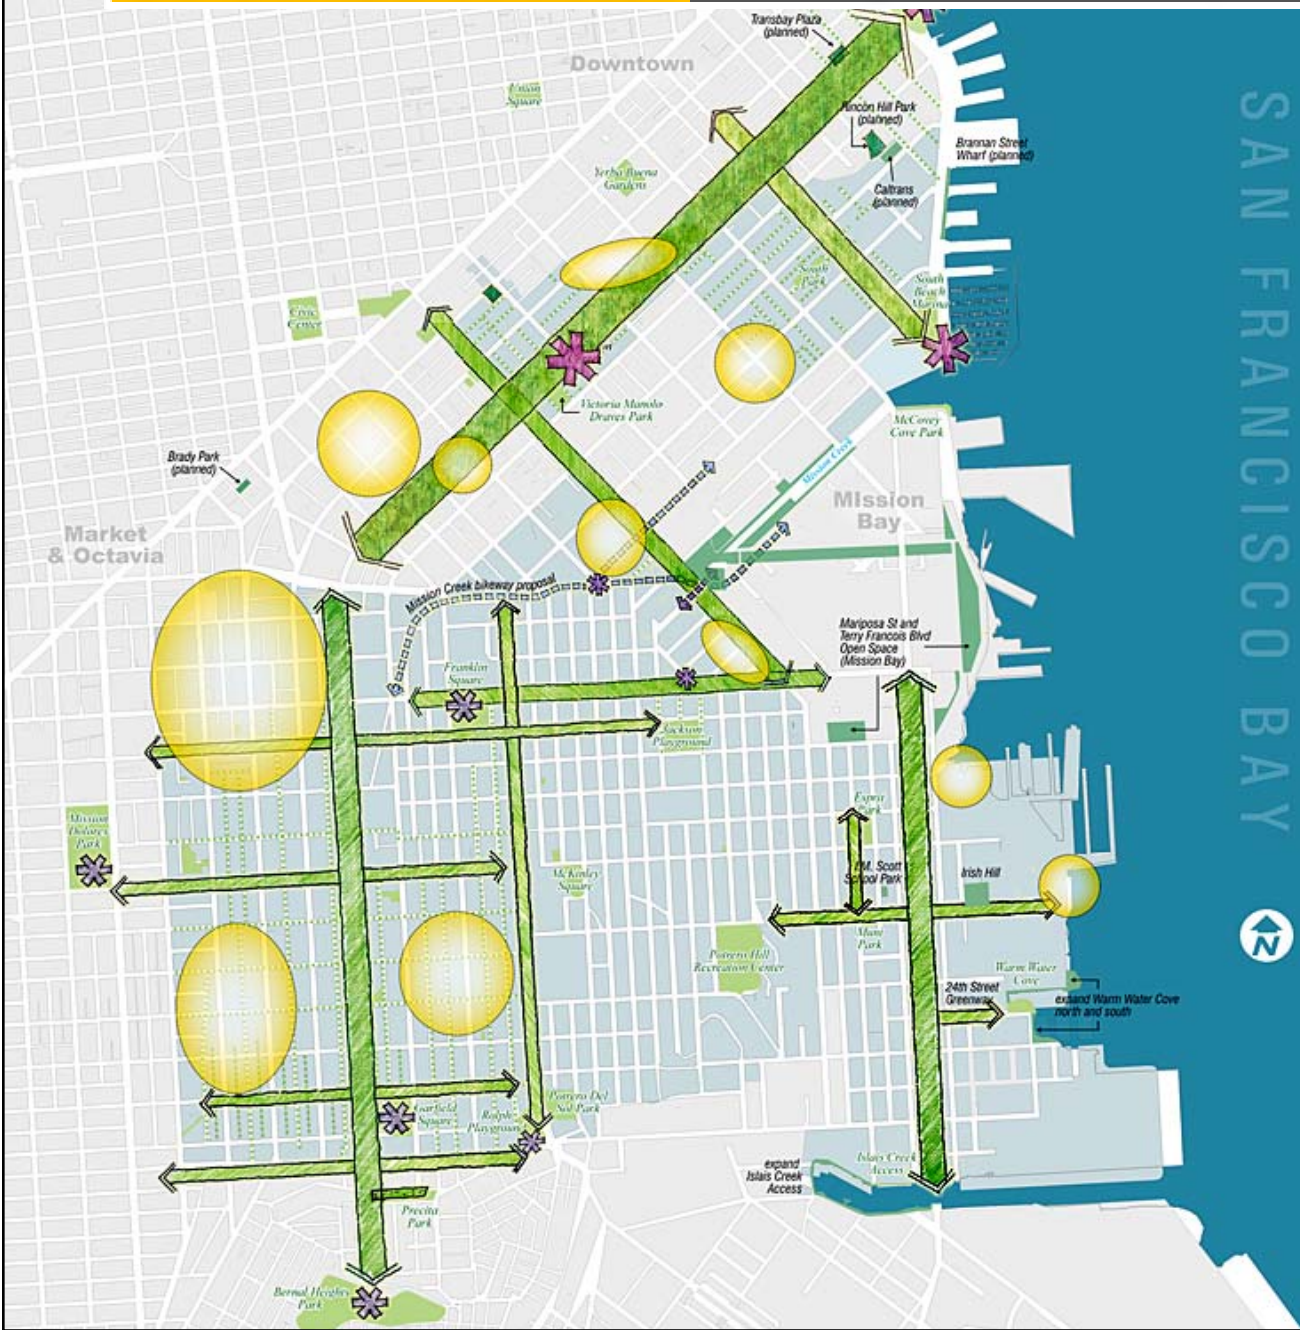 Transbay Plaza
(planned)
Downtown
Union
Square
Rincon Hill Park
(planned)
Brannan Street
Wharf (planned)
Yerba Buena
Gardens
Caltrans
(planned)
South
Park
South
Beach
Marina
Civic
Center
Victoria Manolo
Draves Park
McCovey
Cove Park
Brady Park
(planned)
Mission Creek
MIssion
Bay
Market
& Octavia
Mission Creek bikeway proposal
Mariposa St and
Terry Francois Blvd
Open Space
(Mission Bay)
Franklin
Square
Jackson
Playground
Esprit
Park
Mission
Dolores
Park
McKinley
Square
I.M. Scott
School Park
Irish Hill
Muni
Park
Potrero Hill
Recreation Center
Warm Water
Cove
24th Street
Greenway
expand Warm Water Cove
north and south
Garfield
Square
Rolph
Playground
Potrero Del
Sol Park
expand
Islais Creek
Access
Islais Creek
Access
Precita
Park
Bernal Heights
Park
SAN FRANCISCO BAY
N